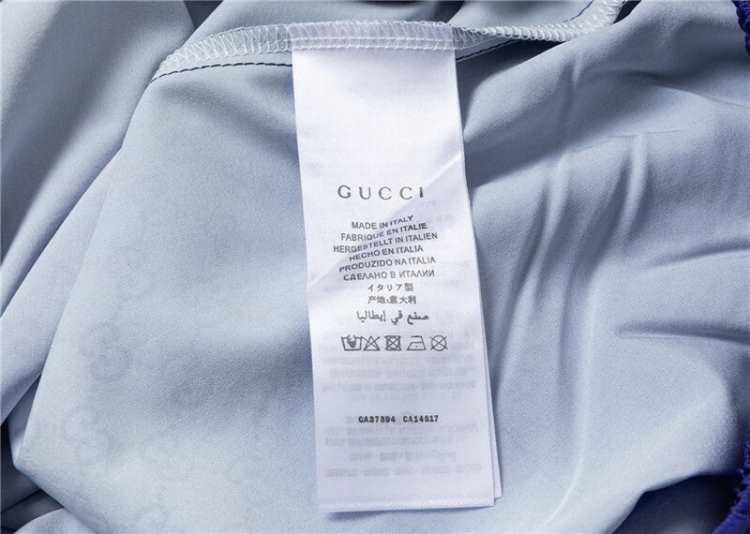 GUCCI
MADE IN ITALY
FABRIQUE EN ITALIE
HERGESTELLT IN ITALIEN
HECHO EN ITALIA
PRODUZIDO NA ITALIA
СДЕЛАНО В ИТАЛИИ
イタリア製
产地:意大利
صنع في إيطاليا
CA37394 CA14617